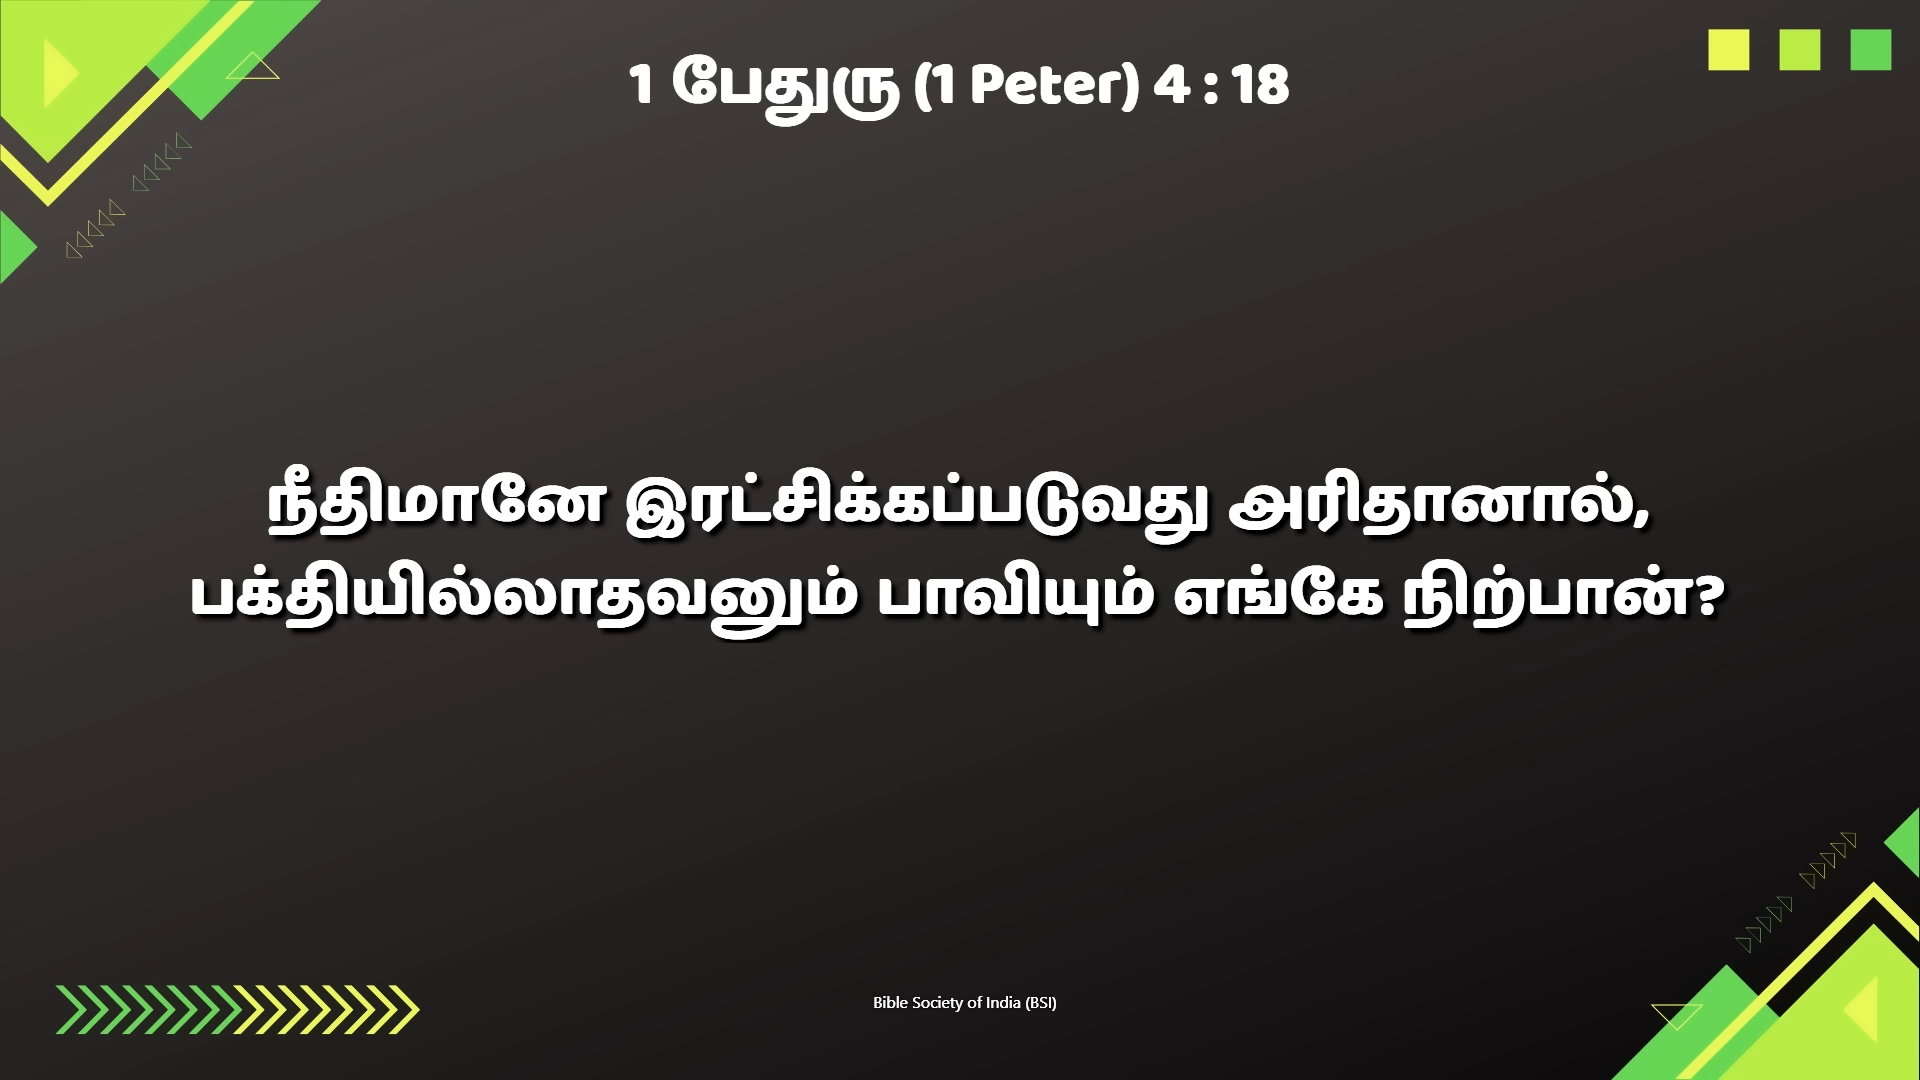 1 பேதுரு (1 Peter) 4 : 18
நீதிமானே இரட்சிக்கப்படுவது அரிதானால்,
பக்தியில்லாதவனும் பாவியும் எங்கே நிற்பான்?
Bible Society of India (BSI)